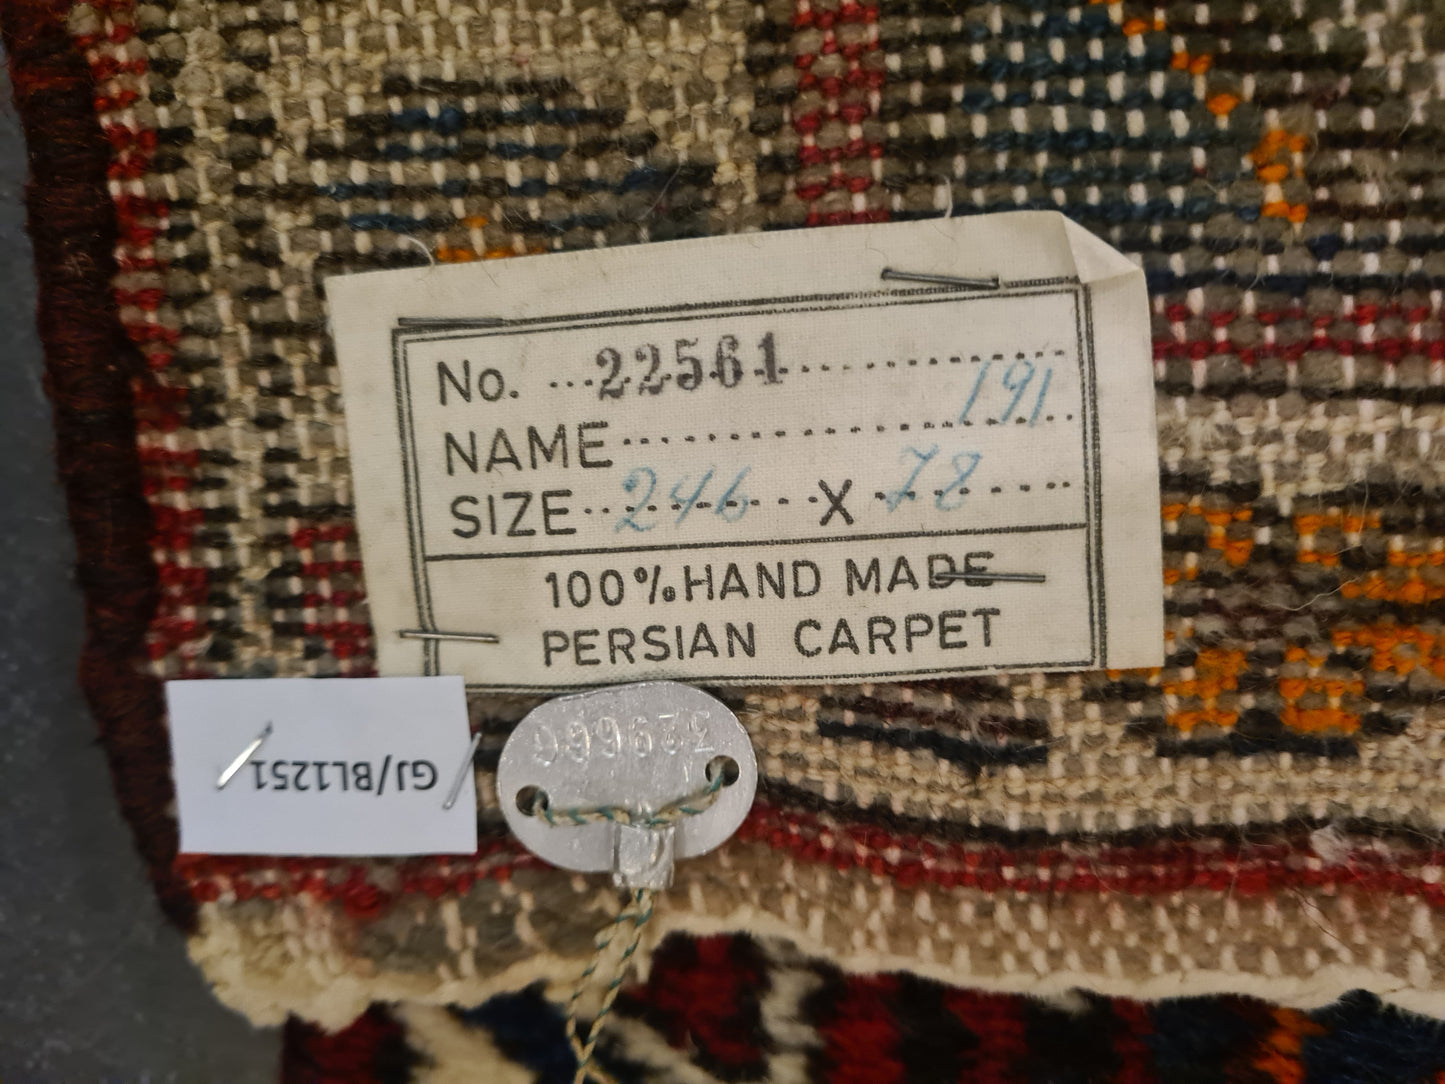 No. 22561
191
NAME
SIZE 246 X 78
100% HAND MADE
PERSIAN CARPET
GJ/BL1251